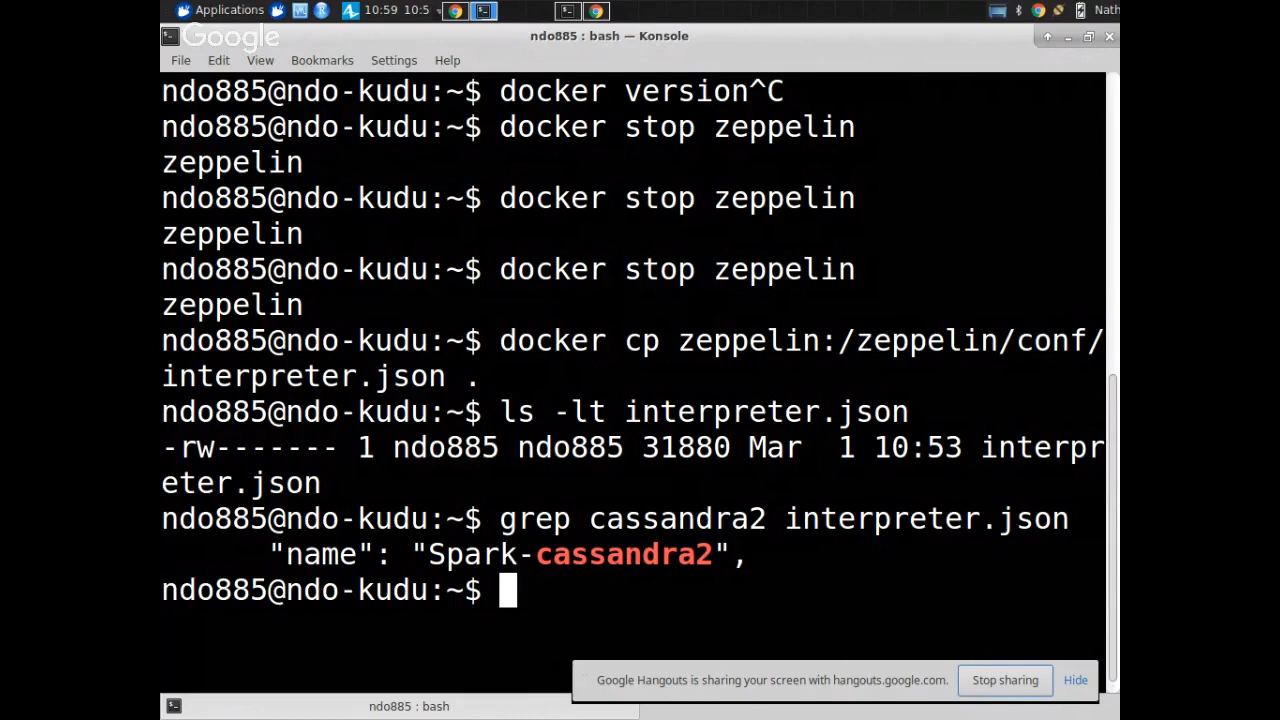 Applications 10:59 10:5 Nath
Google
ndo885 : bash — Konsole
File Edit View Bookmarks Settings Help
ndo885@ndo-kudu:~$ docker version^C
ndo885@ndo-kudu:~$ docker stop zeppelin
zeppelin
ndo885@ndo-kudu:~$ docker stop zeppelin
zeppelin
ndo885@ndo-kudu:~$ docker stop zeppelin
zeppelin
ndo885@ndo-kudu:~$ docker cp zeppelin:/zeppelin/conf/
interpreter.json .
ndo885@ndo-kudu:~$ ls -lt interpreter.json
-rw------- 1 ndo885 ndo885 31880 Mar  1 10:53 interpr
eter.json
ndo885@ndo-kudu:~$ grep cassandra2 interpreter.json
      "name": "Spark-cassandra2",
ndo885@ndo-kudu:~$
Google Hangouts is sharing your screen with hangouts.google.com. Stop sharing Hide
ndo885 : bash